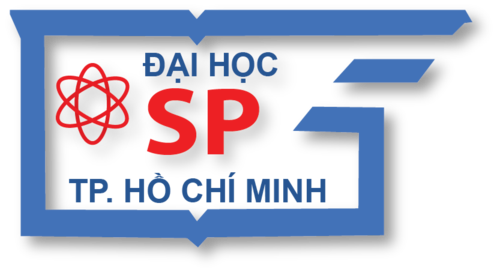 ĐẠI HỌC
SP
TP. HỒ CHÍ MINH